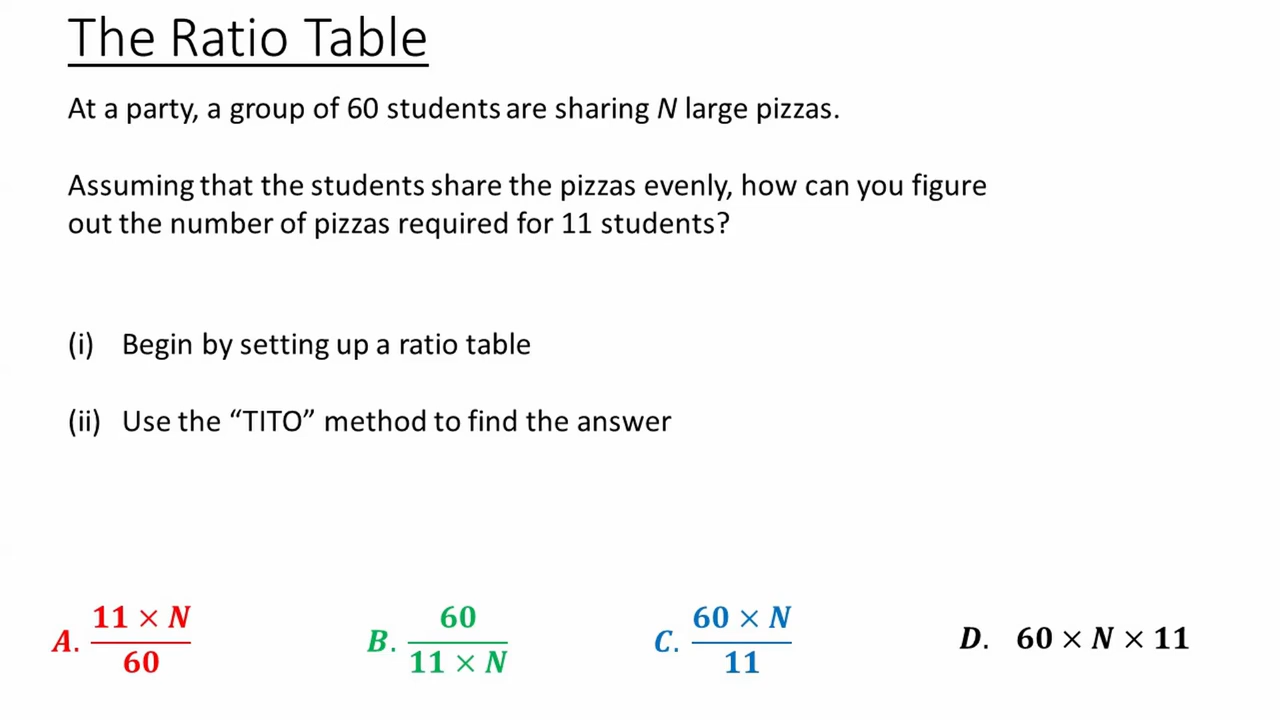 The Ratio Table
At a party, a group of 60 students are sharing N large pizzas.
Assuming that the students share the pizzas evenly, how can you figure
out the number of pizzas required for 11 students?
(i) Begin by setting up a ratio table
(ii) Use the “TITO” method to find the answer
A. 11 × N / 60
B. 60 / 11 × N
C. 60 × N / 11
D. 60 × N × 11